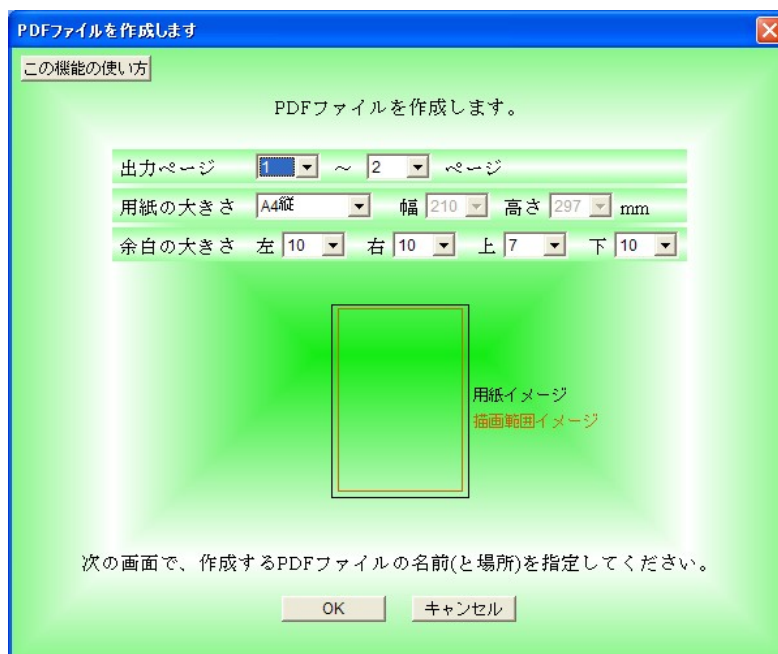 PDFファイルを作成します
この機能の使い方
PDFファイルを作成します。
出力ページ 1 ～ 2 ページ
用紙の大きさ A4縦 幅 210 高さ 297 mm
余白の大きさ 左 10 右 10 上 7 下 10
用紙イメージ
描画範囲イメージ
次の画面で、作成するPDFファイルの名前(と場所)を指定してください。
OK キャンセル